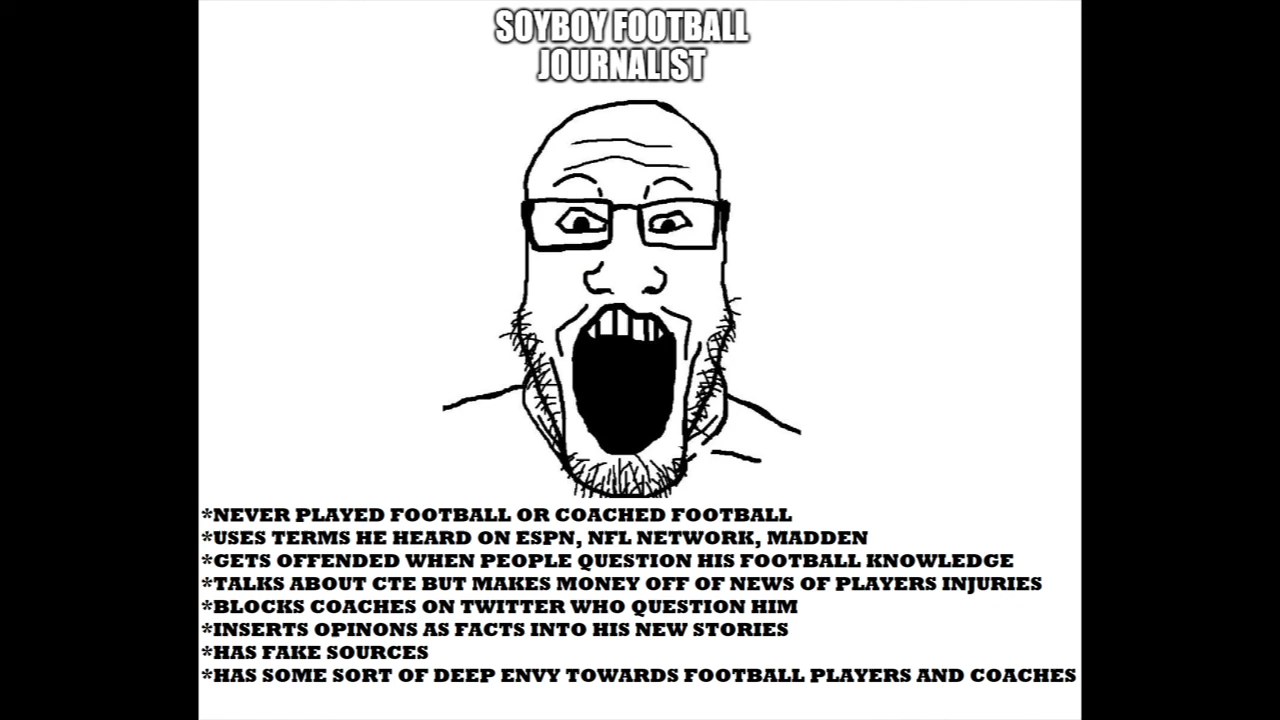 SOYBOY FOOTBALL
JOURNALIST
*NEVER PLAYED FOOTBALL OR COACHED FOOTBALL
*USES TERMS HE HEARD ON ESPN, NFL NETWORK, MADDEN
*GETS OFFENDED WHEN PEOPLE QUESTION HIS FOOTBALL KNOWLEDGE
*TALKS ABOUT CTE BUT MAKES MONEY OFF OF NEWS OF PLAYERS INJURIES
*BLOCKS COACHES ON TWITTER WHO QUESTION HIM
*INSERTS OPINONS AS FACTS INTO HIS NEW STORIES
*HAS FAKE SOURCES
*HAS SOME SORT OF DEEP ENVY TOWARDS FOOTBALL PLAYERS AND COACHES